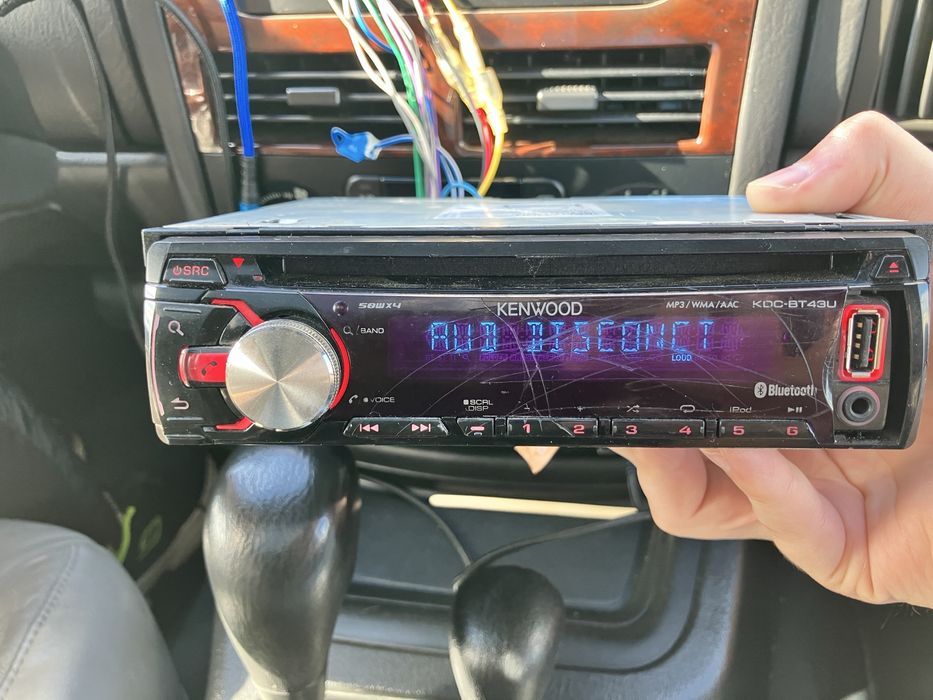 SRC
50Wx4
KENWOOD
MP3/WMA/AAC KDC-BT43U
/BAND
AUD DISCONCT
LOUD
Bluetooth
VOICE
SCRL
DISP
- + iPod
1 2 3 4 5 6